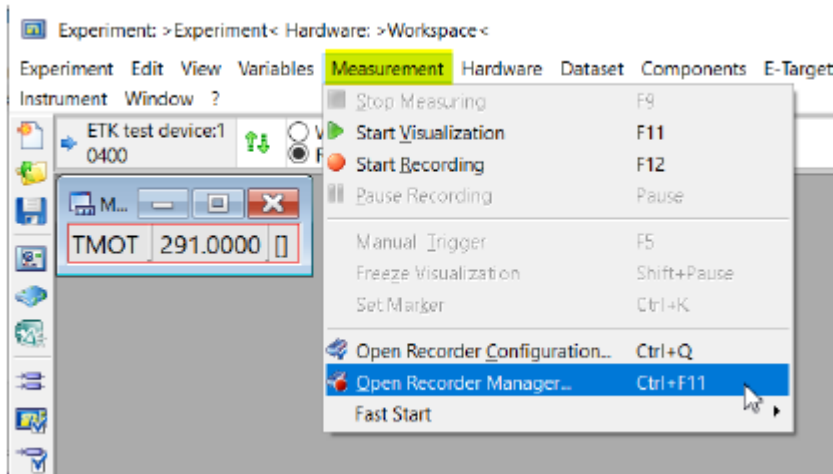 Experiment: >Experiment< Hardware: >Workspace<
Experiment Edit View Variables Measurement Hardware Dataset Components E-Target
Instrument Window ?
ETK test device:1
0400
Stop Measuring F9
Start Visualization F11
Start Recording F12
Pause Recording Pause
M...
TMOT 291.0000 []
Manual Trigger F5
Freeze Visualization Shift+Pause
Set Marker Ctrl+K
Open Recorder Configuration... Ctrl+Q
Open Recorder Manager... Ctrl+F11
Fast Start